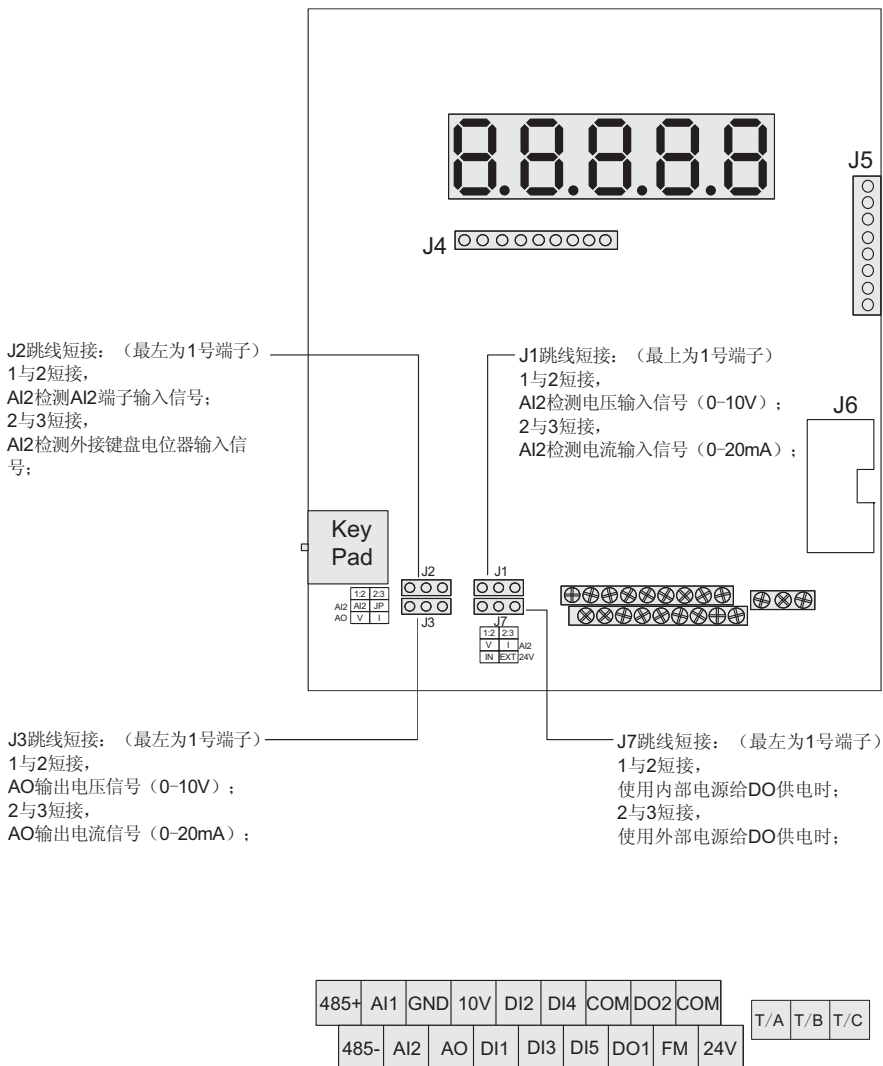 J5
J4
J2跳线短接：（最左为1号端子）
1与2短接，
AI2检测AI2端子输入信号；
2与3短接，
AI2检测外接键盘电位器输入信
号；
J1跳线短接：（最上为1号端子）
1与2短接，
AI2检测电压输入信号（0-10V）；
2与3短接，
AI2检测电流输入信号（0-20mA）；
J6
Key
Pad
J2
J1
1:2 2:3
AI2 AI2 JP
AO V I
J3
J7
1:2 2:3
V I AI2
IN EXT 24V
J3跳线短接：（最左为1号端子）
1与2短接，
AO输出电压信号（0-10V）；
2与3短接，
AO输出电流信号（0-20mA）；
J7跳线短接：（最左为1号端子）
1与2短接，
使用内部电源给DO供电时；
2与3短接，
使用外部电源给DO供电时；
485+ AI1 GND 10V DI2 DI4 COM DO2 COM
T/A T/B T/C
485- AI2 AO DI1 DI3 DI5 DO1 FM 24V